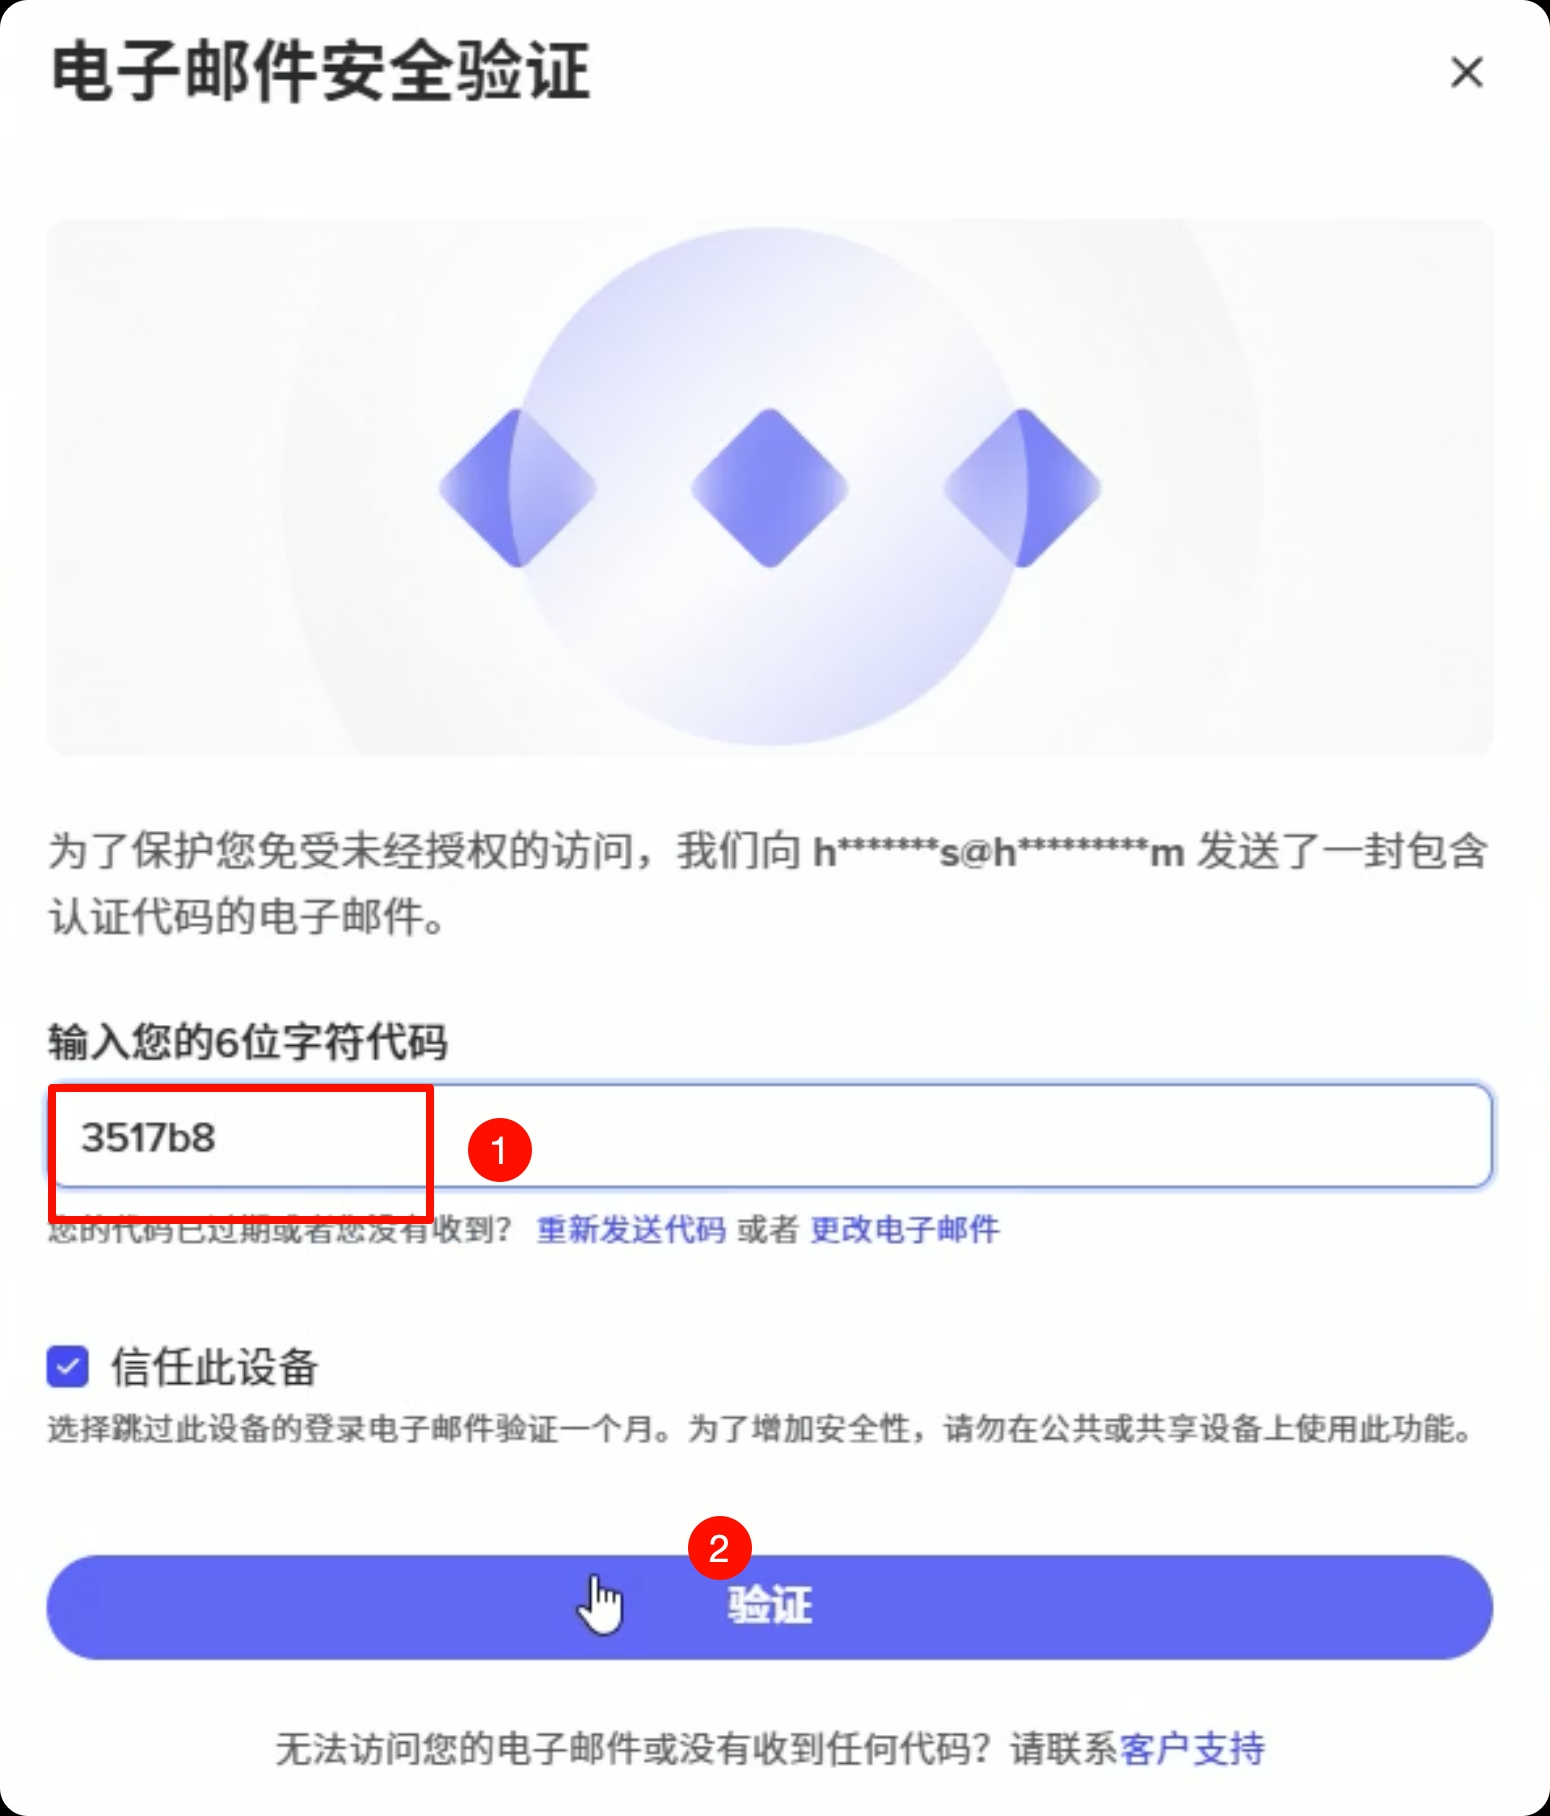 电子邮件安全验证
为了保护您免受未经授权的访问，我们向 h*******s@h*********m 发送了一封包含
认证代码的电子邮件。
输入您的6位字符代码
3517b8
1
您的代码已过期或者您没有收到？ 重新发送代码 或者 更改电子邮件
信任此设备
选择跳过此设备的登录电子邮件验证一个月。为了增加安全性，请勿在公共或共享设备上使用此功能。
2
验证
无法访问您的电子邮件或没有收到任何代码？请联系客户支持